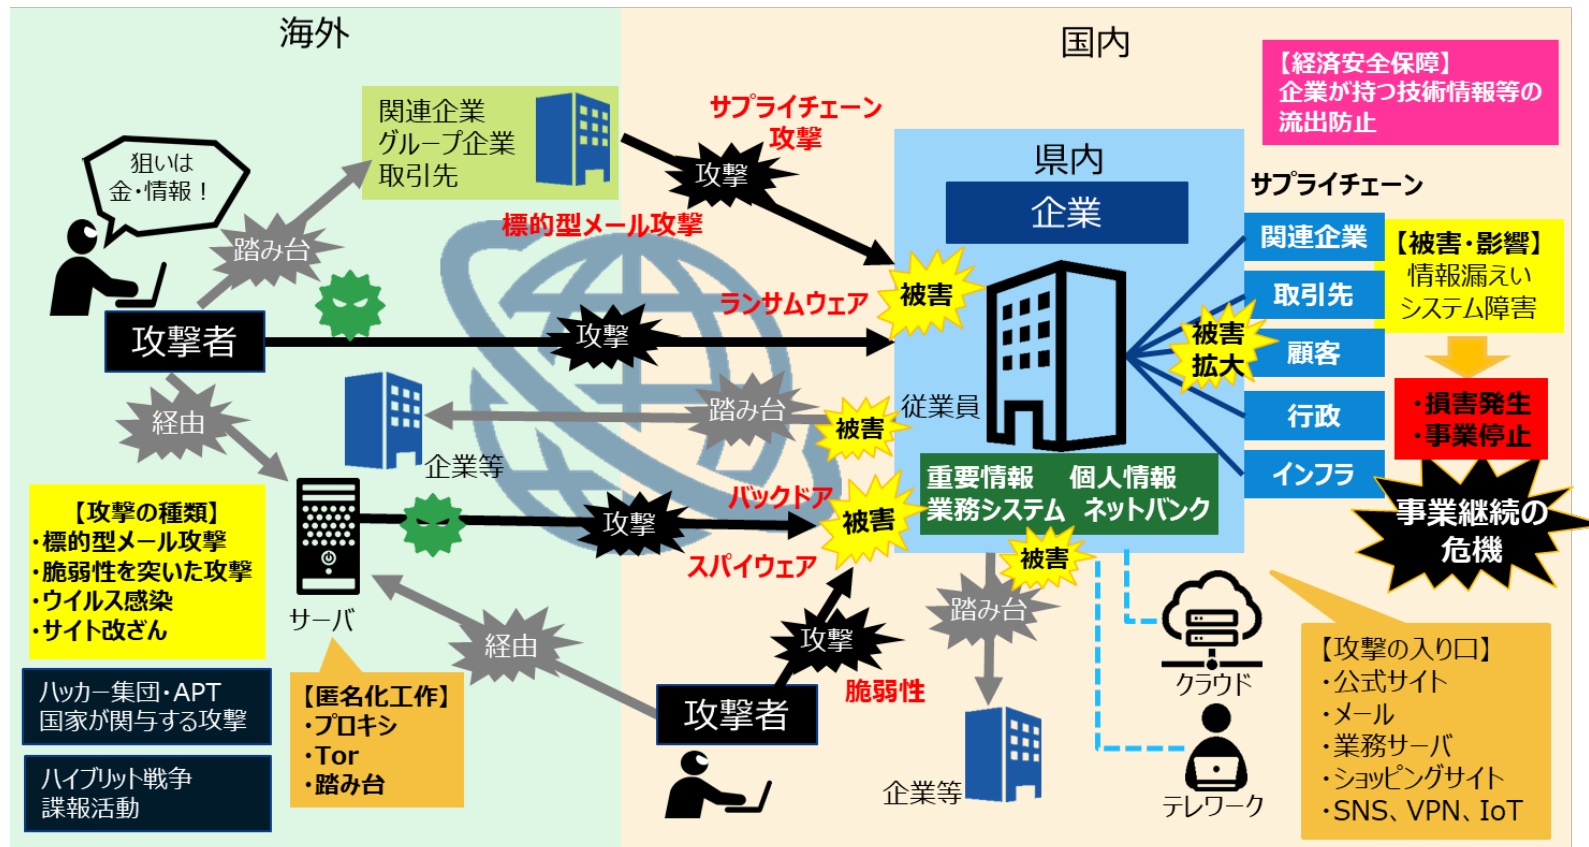 海外
国内
【経済安全保障】
企業が持つ技術情報等の
流出防止
関連企業
グループ企業
取引先
サプライチェーン
攻撃
攻撃
県内
企業
サプライチェーン
狙いは
金・情報！
踏み台
標的型メール攻撃
関連企業
取引先
顧客
行政
インフラ
【被害・影響】
情報漏えい
システム障害
被害
ランサムウェア
攻撃者
攻撃
被害
拡大
・損害発生
・事業停止
経由
踏み台
被害
従業員
企業等
重要情報　個人情報
業務システム　ネットバンク
事業継続の
危機
【攻撃の種類】
・標的型メール攻撃
・脆弱性を突いた攻撃
・ウイルス感染
・サイト改ざん
サーバ
攻撃
バックドア
被害
スパイウェア
被害
踏み台
経由
攻撃
脆弱性
攻撃者
ハッカー集団・APT
国家が関与する攻撃
ハイブリット戦争
諜報活動
【匿名化工作】
・プロキシ
・Tor
・踏み台
企業等
クラウド
テレワーク
【攻撃の入り口】
・公式サイト
・メール
・業務サーバ
・ショッピングサイト
・SNS、VPN、IoT